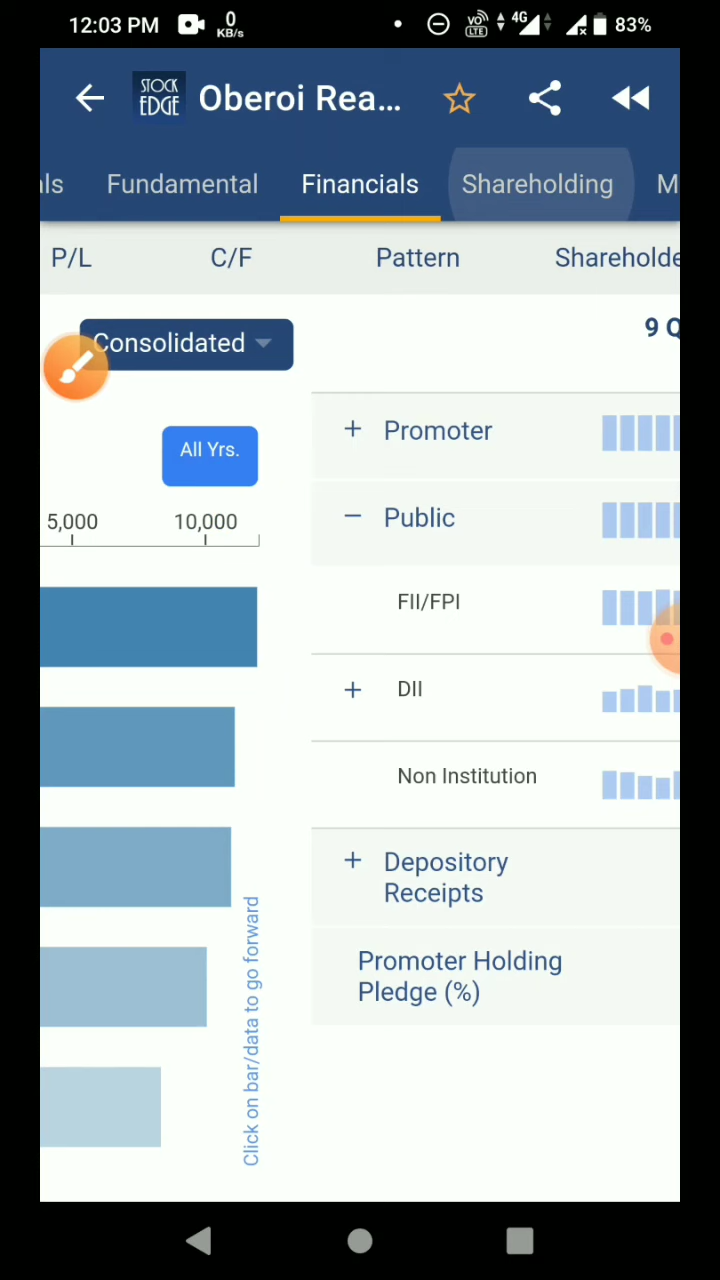 12:03 PM
0
KB/s
VO
LTE
4G
83%
STOCK
EDGE
Oberoi Rea...
ls
Fundamental
Financials
Shareholding
M
P/L
C/F
Pattern
Shareholde
Consolidated
9 Q
All Yrs.
5,000
10,000
+ Promoter
− Public
FII/FPI
+ DII
Non Institution
+ Depository
Receipts
Promoter Holding
Pledge (%)
Click on bar/data to go forward